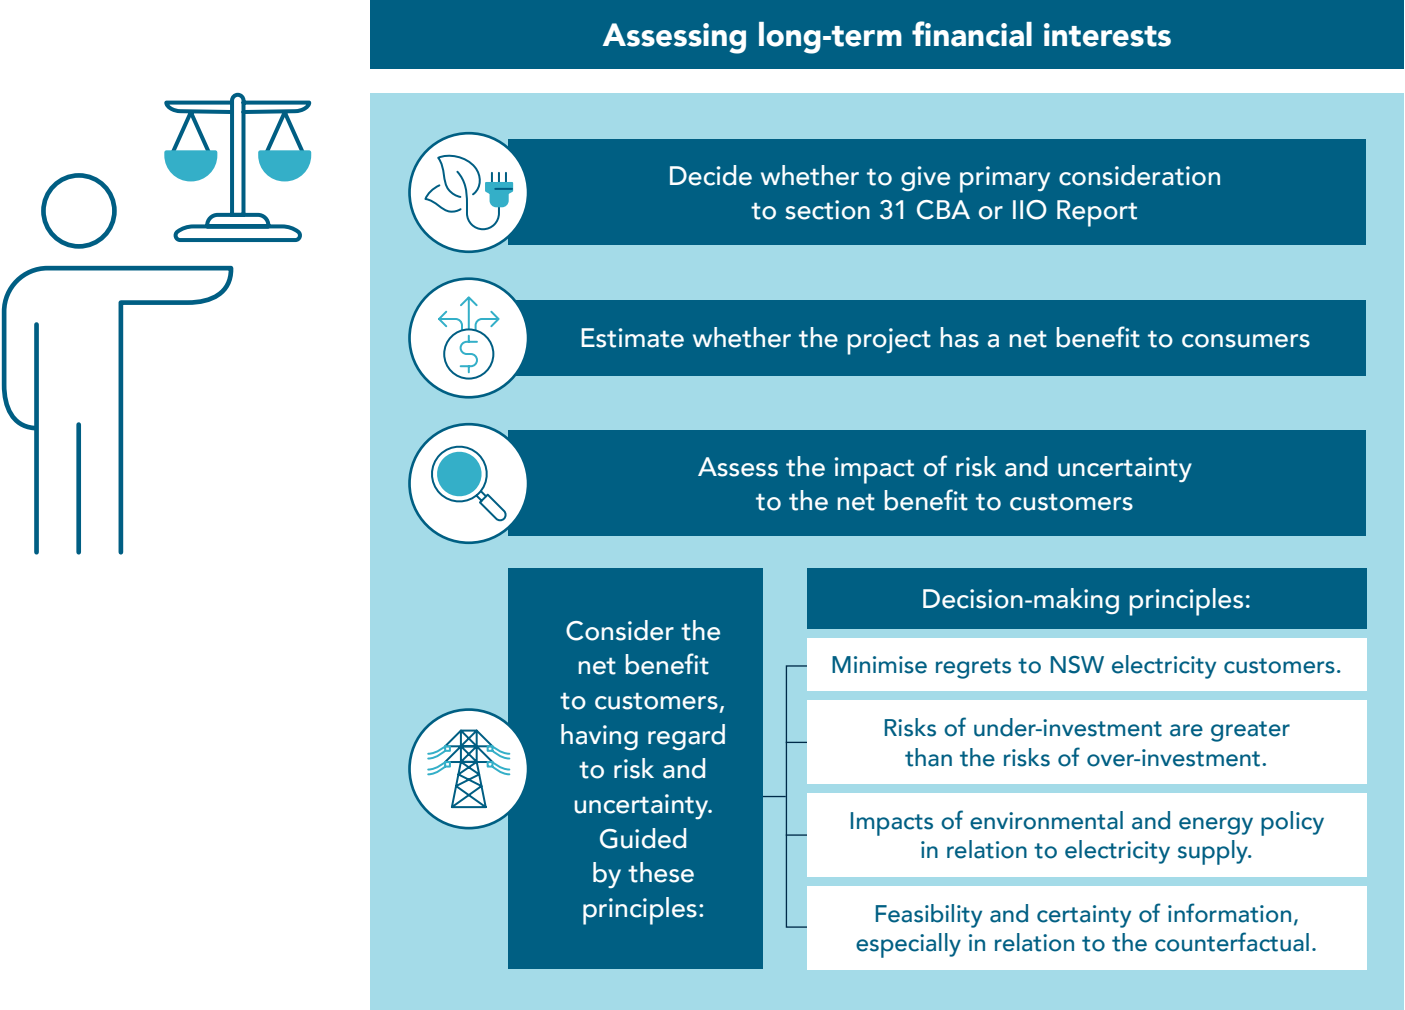 Assessing long-term financial interests
Decide whether to give primary consideration
to section 31 CBA or IIO Report
Estimate whether the project has a net benefit to consumers
Assess the impact of risk and uncertainty
to the net benefit to customers
Consider the
net benefit
to customers,
having regard
to risk and
uncertainty.
Guided
by these
principles:
Decision-making principles:
Minimise regrets to NSW electricity customers.
Risks of under-investment are greater
than the risks of over-investment.
Impacts of environmental and energy policy
in relation to electricity supply.
Feasibility and certainty of information,
especially in relation to the counterfactual.